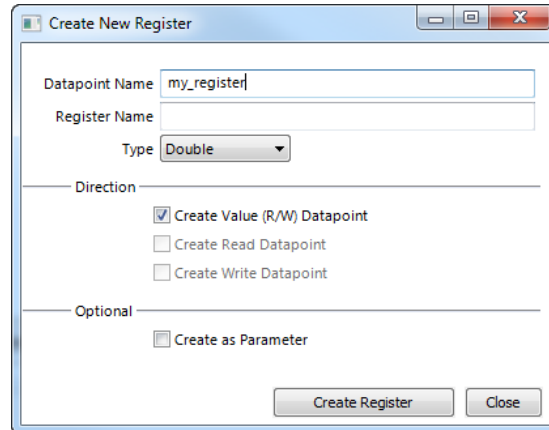 Create New Register
Datapoint Name my_register
Register Name
Type Double
Direction
Create Value (R/W) Datapoint
Create Read Datapoint
Create Write Datapoint
Optional
Create as Parameter
Create Register Close